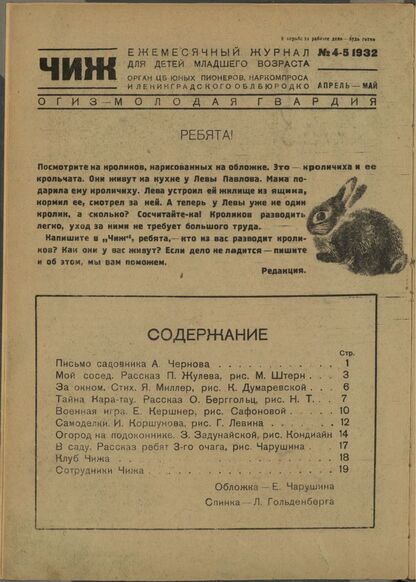 К борьбе за рабочее дело — будь готов
ЧИЖ
ЕЖЕМЕСЯЧНЫЙ ЖУРНАЛ
ДЛЯ ДЕТЕЙ МЛАДШЕГО ВОЗРАСТА
ОРГАН ЦБ ЮНЫХ ПИОНЕРОВ, НАРКОМПРОСА
И ЛЕНИНГРАДСКОГО ОБЛБЮРО ДКО
№ 4-5 1932
АПРЕЛЬ — МАЙ
ОГИЗ — МОЛОДАЯ ГВАРДИЯ
РЕБЯТА!
Посмотрите на кроликов, нарисованных на обложке. Это — крольчиха и ее
крольчата. Они живут на кухне у Левы Павлова. Мама по-
дарила ему крольчиху. Лева устроил ей жилище из ящика,
кормил ее, смотрел за ней. А теперь у Левы уже не один
кролик, а сколько? Сосчитайте-ка! Кроликов разводить
легко, уход за ними не требует большого труда.
Напишите в „Чиж", ребята, — кто из вас разводит кроли-
ков? Как они у вас живут? Если дело не ладится — пишите
и об этом, мы вам поможем.
Редакция.
СОДЕРЖАНИЕ
Стр.
Письмо садовника А. Чернова . . . 1
Мой сосед. Рассказ П. Жулева, рис. М. Штерн . . . 3
За окном. Стих. Я. Миллер, рис. К. Думаревской . . . 6
Тайна Кара-тау. Рассказ О. Берггольц, рис. Н. Т. . . . 7
Военная игра. Е. Кершнер, рис. Сафоновой . . . 10
Самоделки. И. Коршунова, рис. Г. Левина . . . 12
Огород на подоконнике. З. Задунайской, рис. Кондиайн 14
В саду. Рассказ ребят 3-го очага, рис. Чарушина . . . 17
Клуб Чижа . . . 18
Сотрудники Чижа . . . 19
Обложка — Е. Чарушина
Спинка — Л. Гольденберга